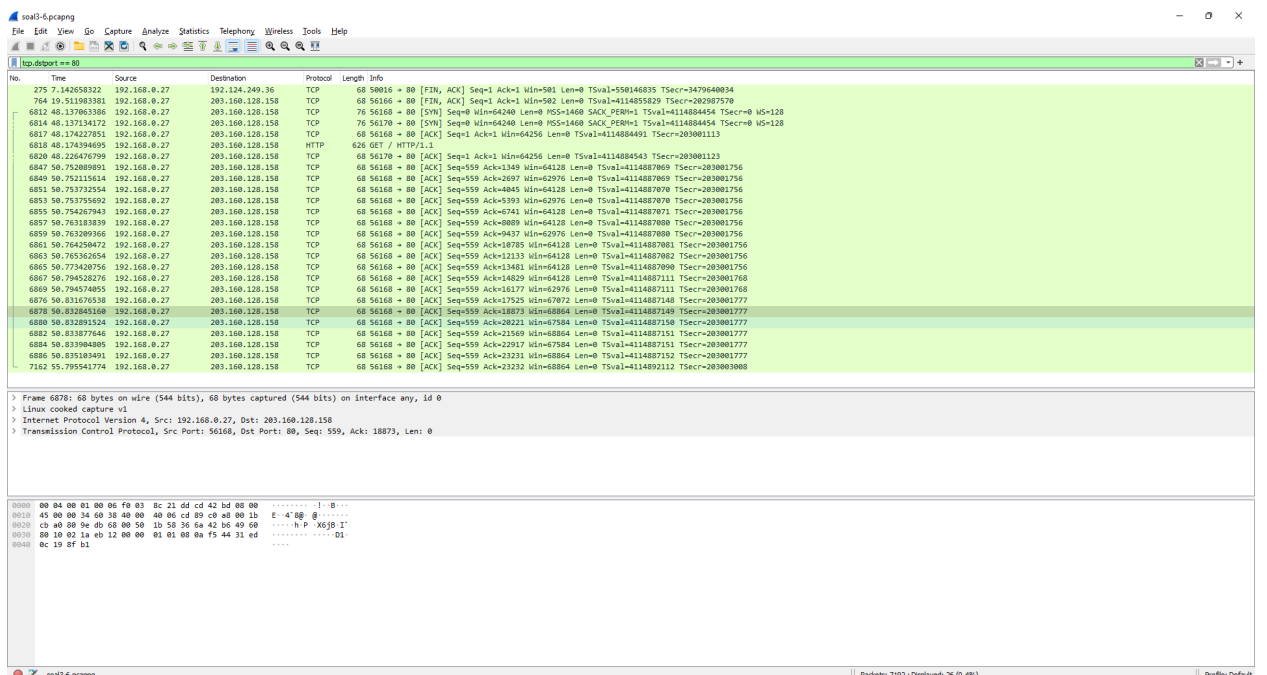 soal3-6.pcapng
File Edit View Go Capture Analyze Statistics Telephony Wireless Tools Help
tcp.dstport == 80
No. Time Source Destination Protocol Length Info
275 7.142658322 192.168.0.27 192.124.249.36 TCP 68 50016 → 80 [FIN, ACK] Seq=1 Ack=1 Win=501 Len=0 TSval=550146835 TSecr=3479640034
764 19.511983381 192.168.0.27 203.160.128.158 TCP 68 56166 → 80 [FIN, ACK] Seq=1 Ack=1 Win=502 Len=0 TSval=4114855829 TSecr=202987570
6812 48.137063386 192.168.0.27 203.160.128.158 TCP 76 56168 → 80 [SYN] Seq=0 Win=64240 Len=0 MSS=1460 SACK_PERM=1 TSval=4114884454 TSecr=0 WS=128
6814 48.137134172 192.168.0.27 203.160.128.158 TCP 76 56170 → 80 [SYN] Seq=0 Win=64240 Len=0 MSS=1460 SACK_PERM=1 TSval=4114884454 TSecr=0 WS=128
6817 48.174227851 192.168.0.27 203.160.128.158 TCP 68 56168 → 80 [ACK] Seq=1 Ack=1 Win=64256 Len=0 TSval=4114884491 TSecr=203001113
6818 48.174394695 192.168.0.27 203.160.128.158 HTTP 626 GET / HTTP/1.1
6820 48.226476799 192.168.0.27 203.160.128.158 TCP 68 56170 → 80 [ACK] Seq=1 Ack=1 Win=64256 Len=0 TSval=4114884543 TSecr=203001123
6847 50.752089891 192.168.0.27 203.160.128.158 TCP 68 56168 → 80 [ACK] Seq=559 Ack=1349 Win=64128 Len=0 TSval=4114887069 TSecr=203001756
6849 50.752115614 192.168.0.27 203.160.128.158 TCP 68 56168 → 80 [ACK] Seq=559 Ack=2697 Win=62976 Len=0 TSval=4114887069 TSecr=203001756
6851 50.753732554 192.168.0.27 203.160.128.158 TCP 68 56168 → 80 [ACK] Seq=559 Ack=4045 Win=64128 Len=0 TSval=4114887070 TSecr=203001756
6853 50.753755692 192.168.0.27 203.160.128.158 TCP 68 56168 → 80 [ACK] Seq=559 Ack=5393 Win=62976 Len=0 TSval=4114887070 TSecr=203001756
6855 50.754267943 192.168.0.27 203.160.128.158 TCP 68 56168 → 80 [ACK] Seq=559 Ack=6741 Win=64128 Len=0 TSval=4114887071 TSecr=203001756
6857 50.763183839 192.168.0.27 203.160.128.158 TCP 68 56168 → 80 [ACK] Seq=559 Ack=8089 Win=64128 Len=0 TSval=4114887080 TSecr=203001756
6859 50.763209366 192.168.0.27 203.160.128.158 TCP 68 56168 → 80 [ACK] Seq=559 Ack=9437 Win=62976 Len=0 TSval=4114887080 TSecr=203001756
6861 50.764250472 192.168.0.27 203.160.128.158 TCP 68 56168 → 80 [ACK] Seq=559 Ack=10785 Win=64128 Len=0 TSval=4114887081 TSecr=203001756
6863 50.765362654 192.168.0.27 203.160.128.158 TCP 68 56168 → 80 [ACK] Seq=559 Ack=12133 Win=64128 Len=0 TSval=4114887082 TSecr=203001756
6865 50.773420756 192.168.0.27 203.160.128.158 TCP 68 56168 → 80 [ACK] Seq=559 Ack=13481 Win=64128 Len=0 TSval=4114887090 TSecr=203001756
6867 50.794528276 192.168.0.27 203.160.128.158 TCP 68 56168 → 80 [ACK] Seq=559 Ack=14829 Win=64128 Len=0 TSval=4114887111 TSecr=203001768
6869 50.794574055 192.168.0.27 203.160.128.158 TCP 68 56168 → 80 [ACK] Seq=559 Ack=16177 Win=62976 Len=0 TSval=4114887111 TSecr=203001768
6876 50.831676538 192.168.0.27 203.160.128.158 TCP 68 56168 → 80 [ACK] Seq=559 Ack=17525 Win=67072 Len=0 TSval=4114887148 TSecr=203001777
6878 50.832845160 192.168.0.27 203.160.128.158 TCP 68 56168 → 80 [ACK] Seq=559 Ack=18873 Win=68864 Len=0 TSval=4114887149 TSecr=203001777
6880 50.832891524 192.168.0.27 203.160.128.158 TCP 68 56168 → 80 [ACK] Seq=559 Ack=20221 Win=67584 Len=0 TSval=4114887150 TSecr=203001777
6882 50.833877646 192.168.0.27 203.160.128.158 TCP 68 56168 → 80 [ACK] Seq=559 Ack=21569 Win=68864 Len=0 TSval=4114887151 TSecr=203001777
6884 50.833904805 192.168.0.27 203.160.128.158 TCP 68 56168 → 80 [ACK] Seq=559 Ack=22917 Win=67584 Len=0 TSval=4114887151 TSecr=203001777
6886 50.835103491 192.168.0.27 203.160.128.158 TCP 68 56168 → 80 [ACK] Seq=559 Ack=23231 Win=68864 Len=0 TSval=4114887152 TSecr=203001777
7162 55.795541774 192.168.0.27 203.160.128.158 TCP 68 56168 → 80 [ACK] Seq=559 Ack=23232 Win=68864 Len=0 TSval=4114892112 TSecr=203003008
> Frame 6878: 68 bytes on wire (544 bits), 68 bytes captured (544 bits) on interface any, id 0
> Linux cooked capture v1
> Internet Protocol Version 4, Src: 192.168.0.27, Dst: 203.160.128.158
> Transmission Control Protocol, Src Port: 56168, Dst Port: 80, Seq: 559, Ack: 18873, Len: 0
0000 00 04 00 01 00 06 f0 03 8c 21 dd cd 42 bd 08 00 ········ ·!··B···
0010 45 00 00 34 60 38 40 00 40 06 cd 89 c0 a8 00 1b E··4`8@· @·······
0020 cb a0 80 9e db 68 00 50 1b 58 36 6a 42 b6 49 60 ·····h·P ·X6jB·I`
0030 80 10 02 1a eb 12 00 00 01 01 08 0a f5 44 31 ed ········ ·····D1·
0040 0c 19 8f b1 ····